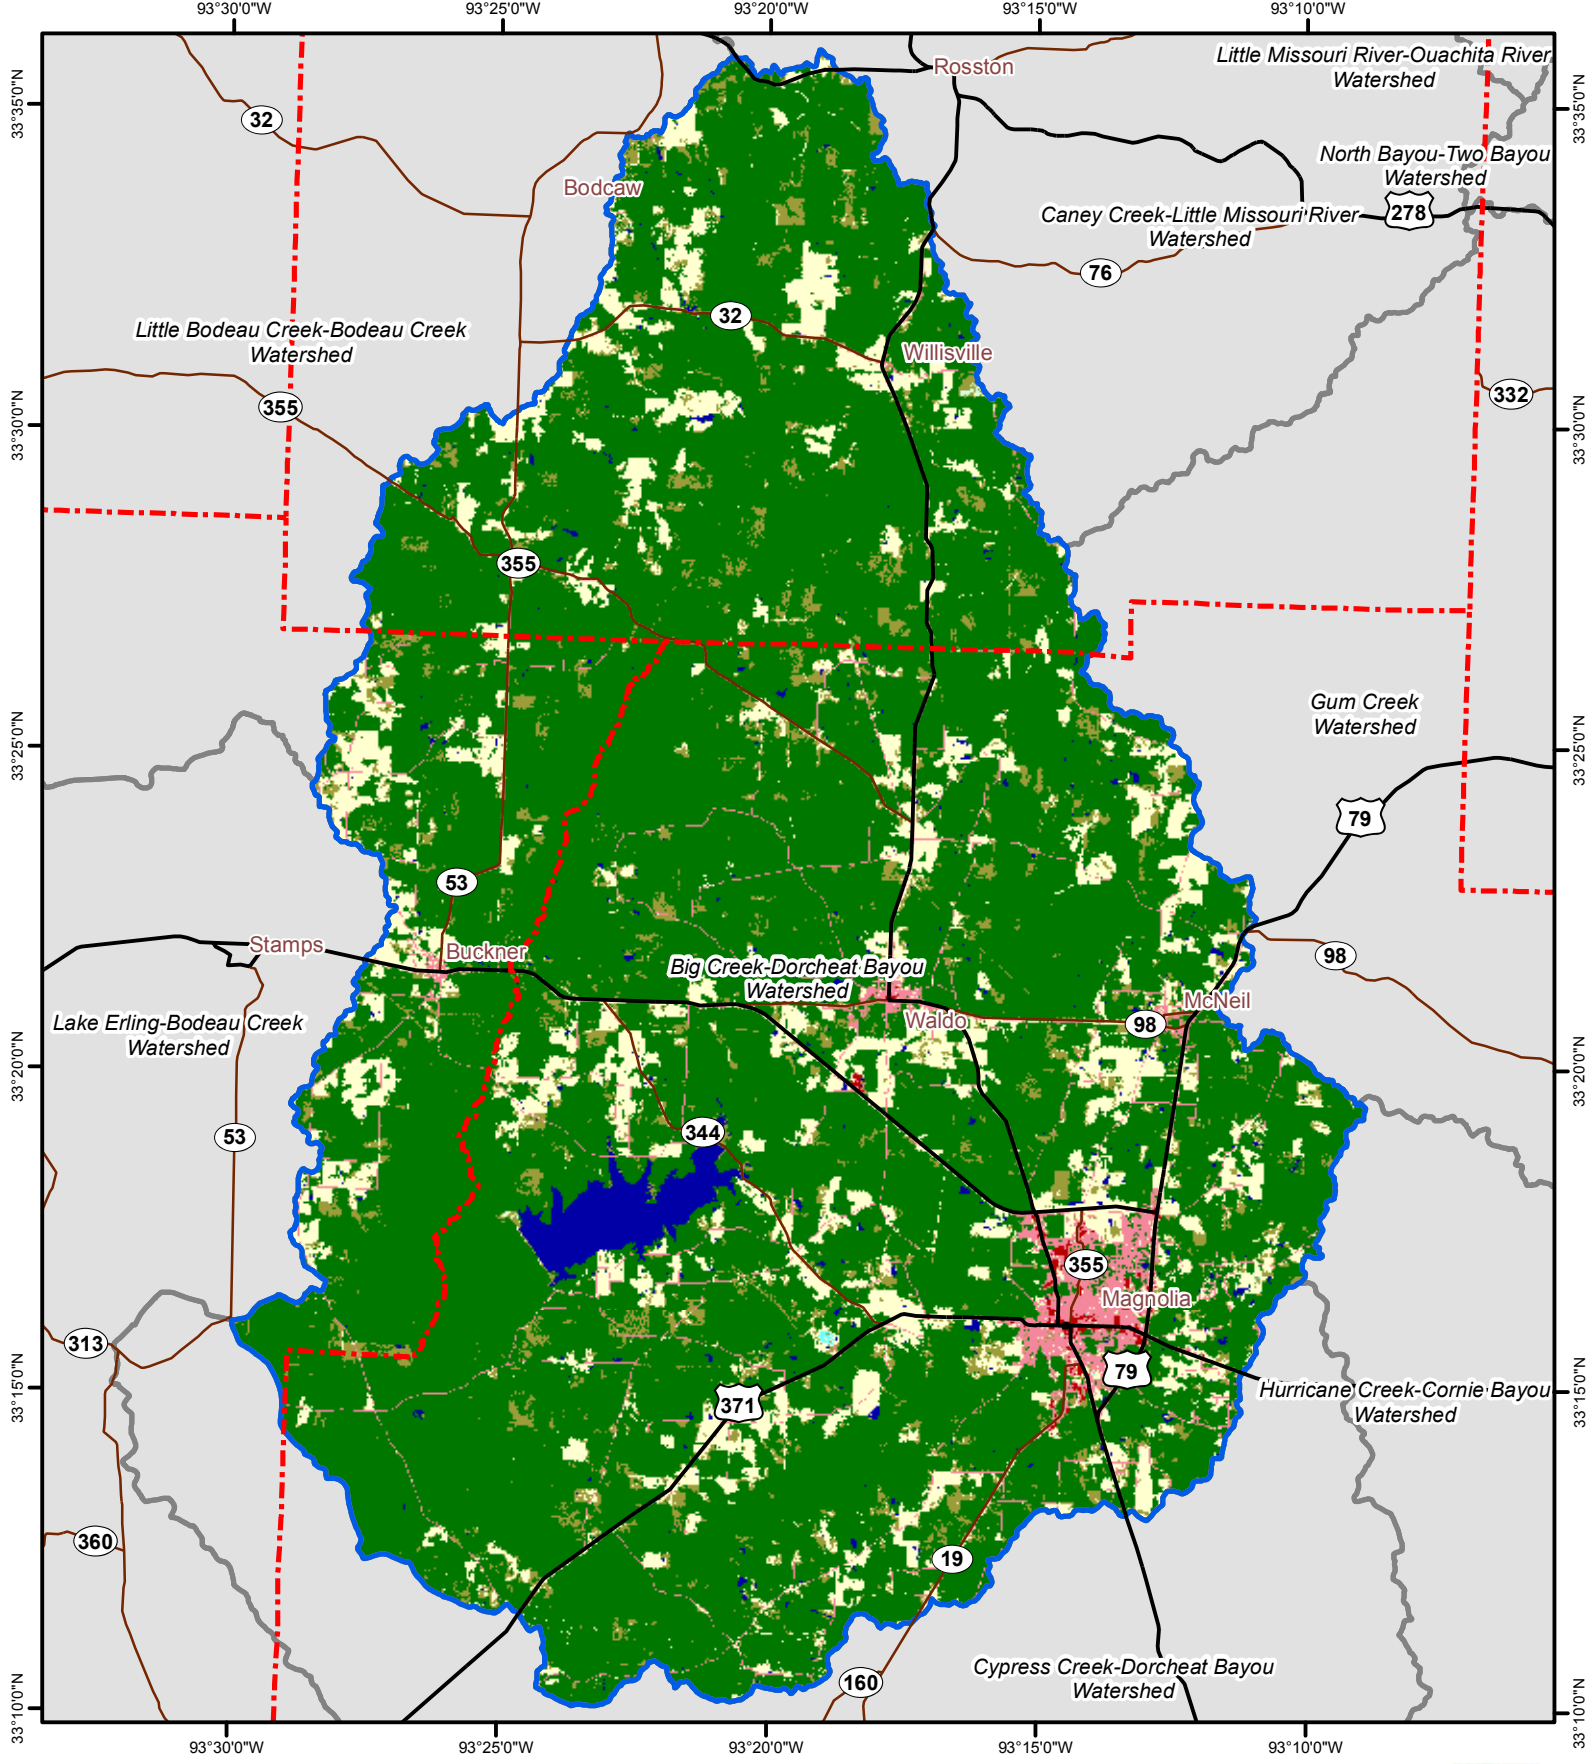 93°30'0"W
93°25'0"W
93°20'0"W
93°15'0"W
93°10'0"W
Rosston
Little Missouri River-Ouachita River
Watershed
33°35'0"N
33°35'0"N
32
North Bayou-Two Bayou
Watershed
Bodcaw
278
Caney Creek-Little Missouri River
Watershed
76
32
Little Bodeau Creek-Bodeau Creek
Watershed
Willisville
355
332
33°30'0"N
33°30'0"N
355
Gum Creek
Watershed
33°25'0"N
33°25'0"N
79
53
Stamps
Buckner
98
Big Creek-Dorcheat Bayou
Watershed
McNeil
Waldo
98
Lake Erling-Bodeau Creek
Watershed
33°20'0"N
33°20'0"N
53
344
355
Magnolia
313
79
33°15'0"N
33°15'0"N
371
Hurricane Creek-Cornie Bayou
Watershed
360
19
Cypress Creek-Dorcheat Bayou
Watershed
160
33°10'0"N
33°10'0"N
93°30'0"W
93°25'0"W
93°20'0"W
93°15'0"W
93°10'0"W